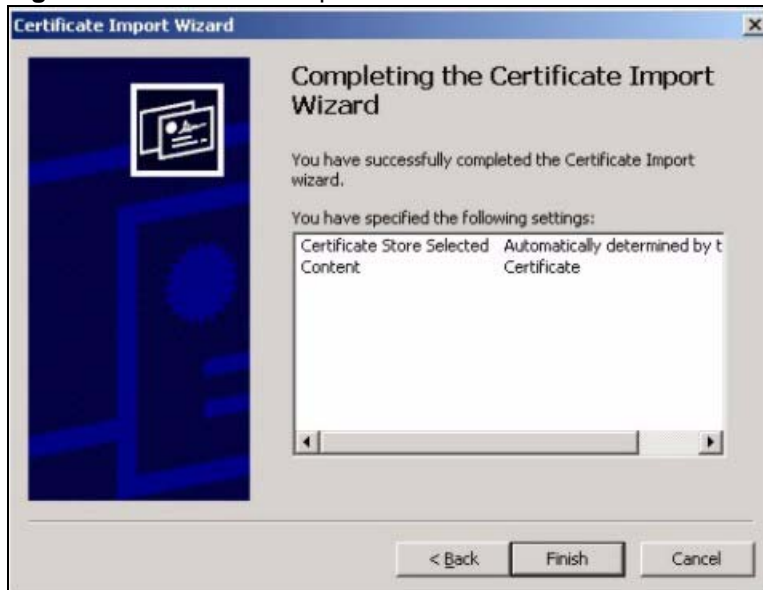 Certificate Import Wizard
Completing the Certificate Import
Wizard
You have successfully completed the Certificate Import
wizard.
You have specified the following settings:
Certificate Store Selected Automatically determined by t
Content Certificate
< Back Finish Cancel